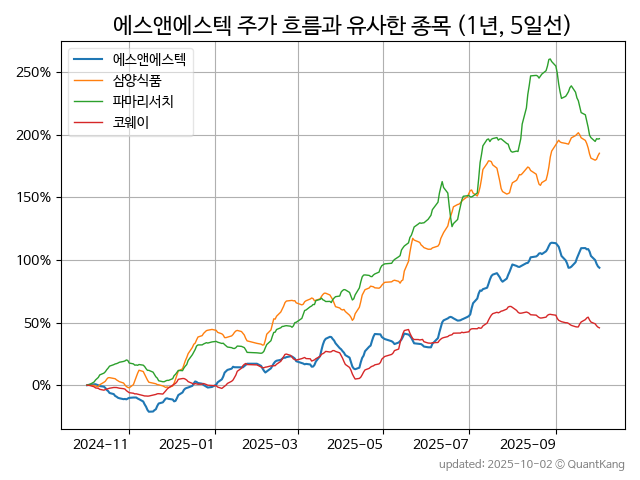 에스앤에스텍 주가 흐름과 유사한 종목 (1년, 5일선)
에스앤에스텍
삼양식품
파마리서치
코웨이
250%
200%
150%
100%
50%
0%
2024-11 2025-01 2025-03 2025-05 2025-07 2025-09
updated: 2025-10-02 © QuantKang